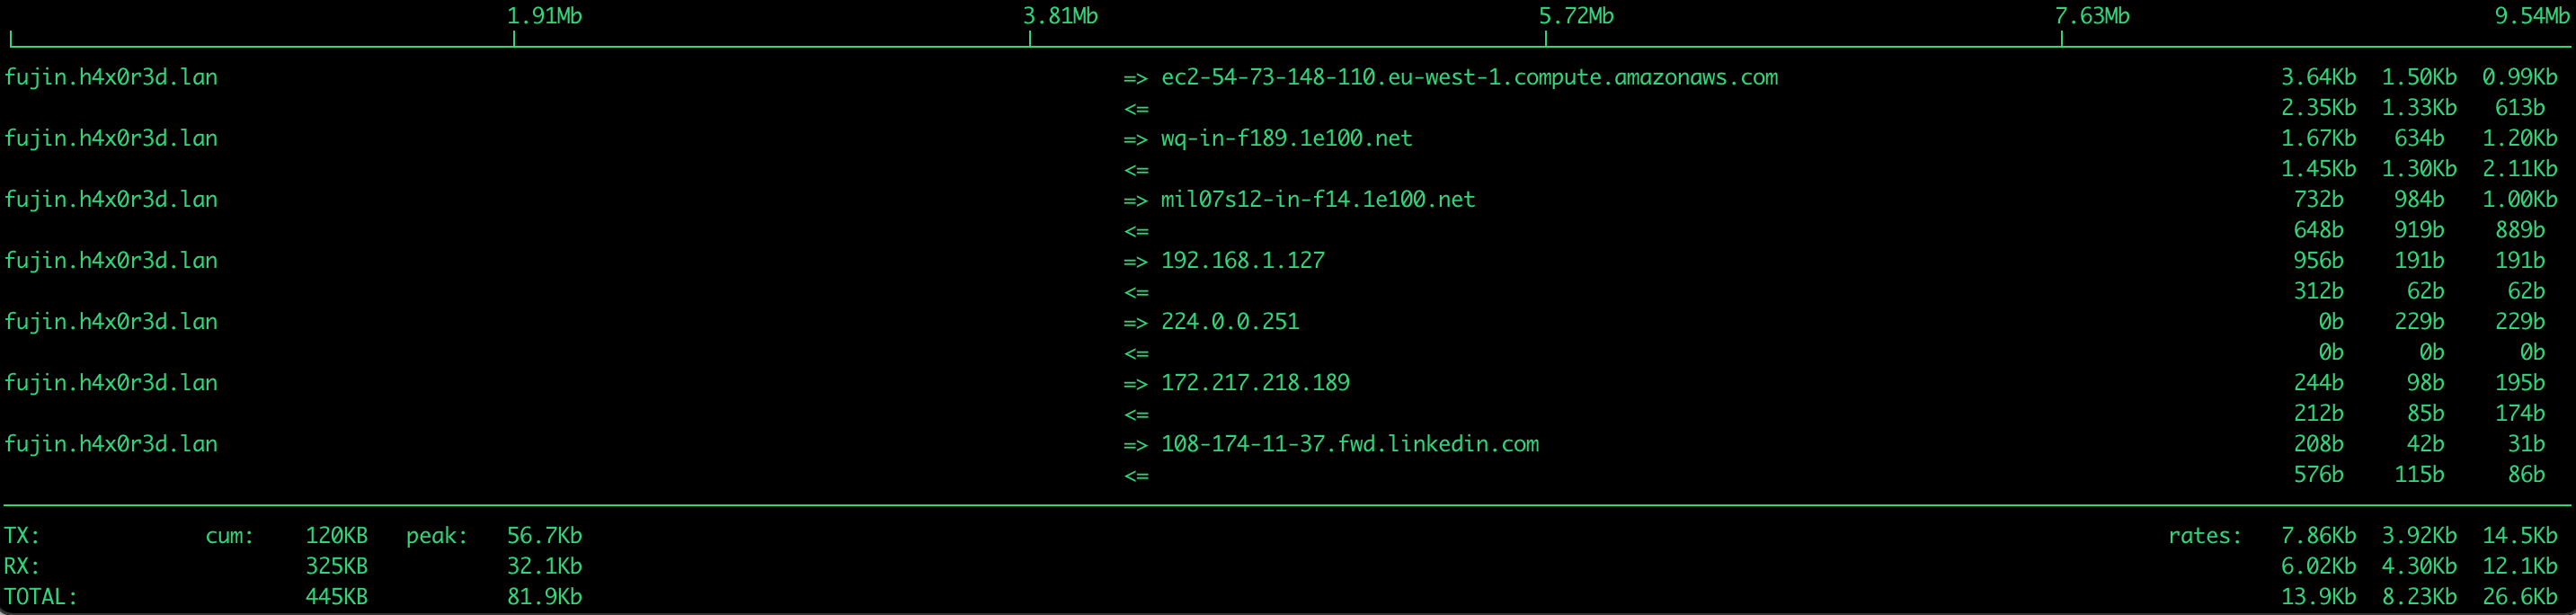 1.91Mb 3.81Mb 5.72Mb 7.63Mb 9.54Mb
fujin.h4x0r3d.lan => ec2-54-73-148-110.eu-west-1.compute.amazonaws.com 3.64Kb 1.50Kb 0.99Kb
<= 2.35Kb 1.33Kb 613b
fujin.h4x0r3d.lan => wq-in-f189.1e100.net 1.67Kb 634b 1.20Kb
<= 1.45Kb 1.30Kb 2.11Kb
fujin.h4x0r3d.lan => mil07s12-in-f14.1e100.net 732b 984b 1.00Kb
<= 648b 919b 889b
fujin.h4x0r3d.lan => 192.168.1.127 956b 191b 191b
<= 312b 62b 62b
fujin.h4x0r3d.lan => 224.0.0.251 0b 229b 229b
<= 0b 0b 0b
fujin.h4x0r3d.lan => 172.217.218.189 244b 98b 195b
<= 212b 85b 174b
fujin.h4x0r3d.lan => 108-174-11-37.fwd.linkedin.com 208b 42b 31b
<= 576b 115b 86b
TX: cum: 120KB peak: 56.7Kb rates: 7.86Kb 3.92Kb 14.5Kb
RX: 325KB 32.1Kb 6.02Kb 4.30Kb 12.1Kb
TOTAL: 445KB 81.9Kb 13.9Kb 8.23Kb 26.6Kb